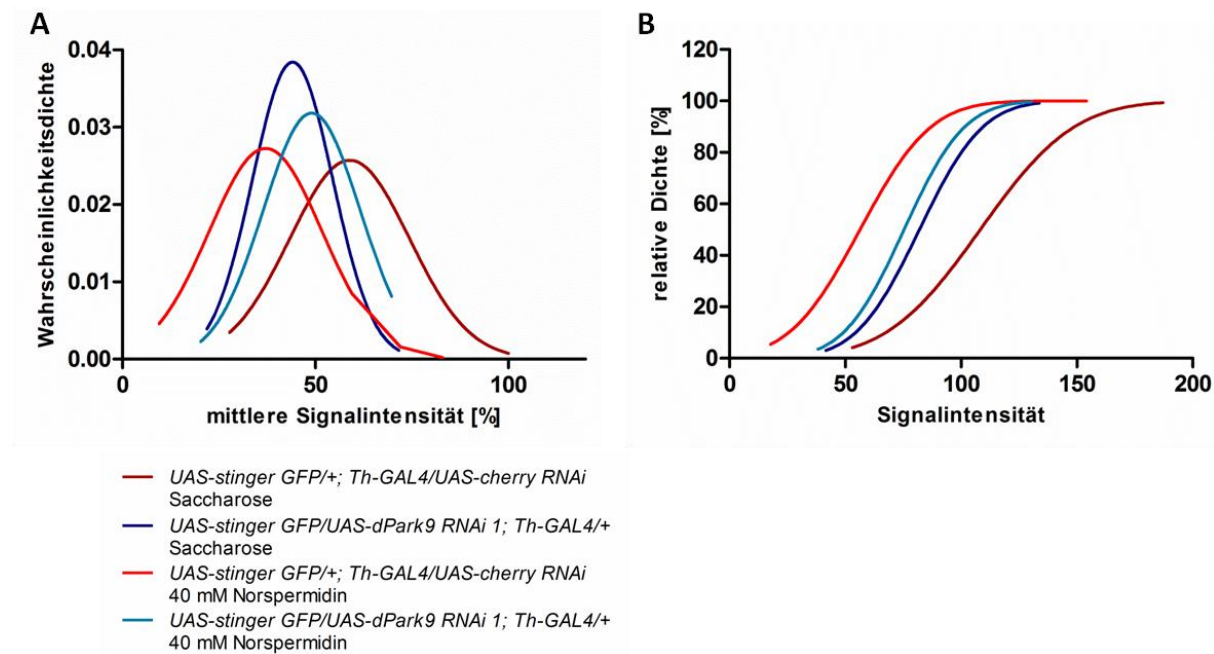 A
Wahrscheinlichkeitsdichte
0.04
0.03
0.02
0.01
0.00
0
50
100
mittlere Signalintensität [%]
B
relative Dichte [%]
120
100
80
60
40
20
0
0
50
100
150
200
Signalintensität
UAS-stinger GFP/+; Th-GAL4/UAS-cherry RNAi
Saccharose
UAS-stinger GFP/UAS-dPark9 RNAi 1; Th-GAL4/+
Saccharose
UAS-stinger GFP/+; Th-GAL4/UAS-cherry RNAi
40 mM Norspermidin
UAS-stinger GFP/UAS-dPark9 RNAi 1; Th-GAL4/+
40 mM Norspermidin